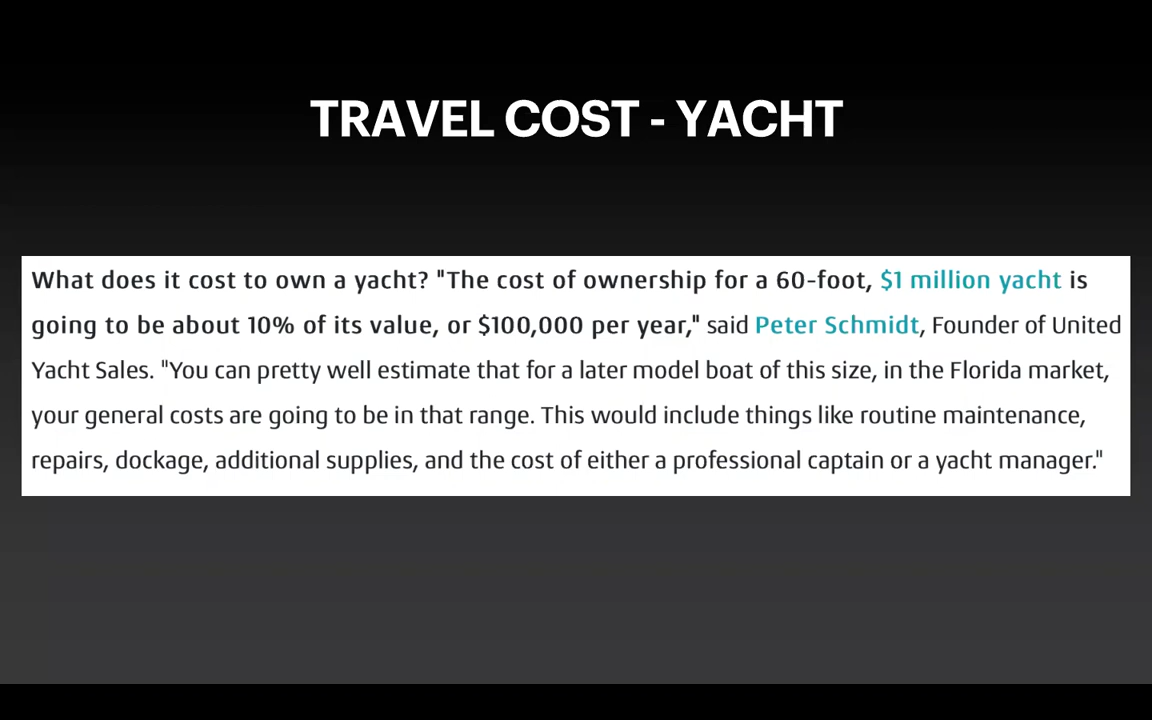 TRAVEL COST - YACHT
What does it cost to own a yacht? "The cost of ownership for a 60-foot, $1 million yacht is
going to be about 10% of its value, or $100,000 per year," said Peter Schmidt, Founder of United
Yacht Sales. "You can pretty well estimate that for a later model boat of this size, in the Florida market,
your general costs are going to be in that range. This would include things like routine maintenance,
repairs, dockage, additional supplies, and the cost of either a professional captain or a yacht manager."